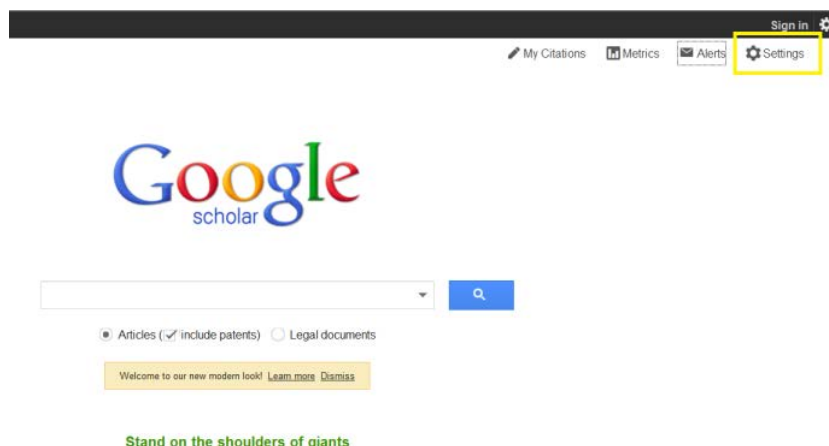 Sign in
My Citations Metrics Alerts Settings
Google
scholar
Articles (include patents) Legal documents
Welcome to our new modern look! Learn more Dismiss
Stand on the shoulders of giants